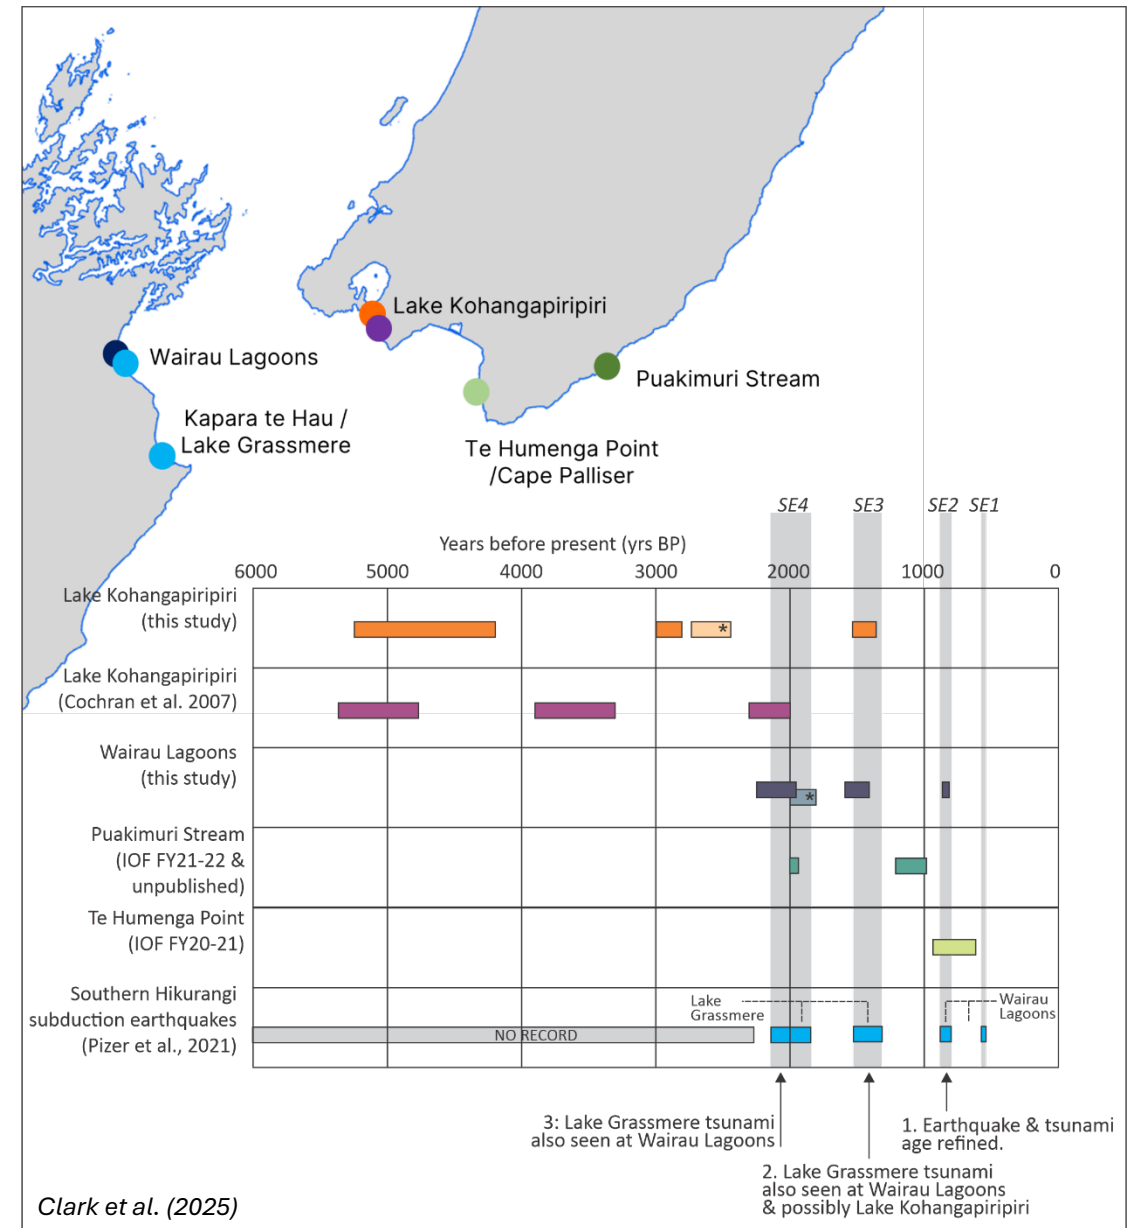 Lake Kohangapiripiri
Wairau Lagoons
Puakimuri Stream
Kapara te Hau /
Lake Grassmere
Te Humenga Point
/Cape Palliser
SE4
SE3
SE2
SE1
Years before present (yrs BP)
6000
5000
4000
3000
2000
1000
0
Lake Kohangapiripiri
(this study)
*
Lake Kohangapiripiri
(Cochran et al. 2007)
Wairau Lagoons
(this study)
*
Puakimuri Stream
(IOF FY21-22 &
unpublished)
Te Humenga Point
(IOF FY20-21)
Southern Hikurangi
subduction earthquakes
(Pizer et al., 2021)
NO RECORD
Lake
Grassmere
Wairau
Lagoons
3: Lake Grassmere tsunami
also seen at Wairau Lagoons
1. Earthquake & tsunami
age refined.
2. Lake Grassmere tsunami
also seen at Wairau Lagoons
& possibly Lake Kohangapiripiri
Clark et al. (2025)